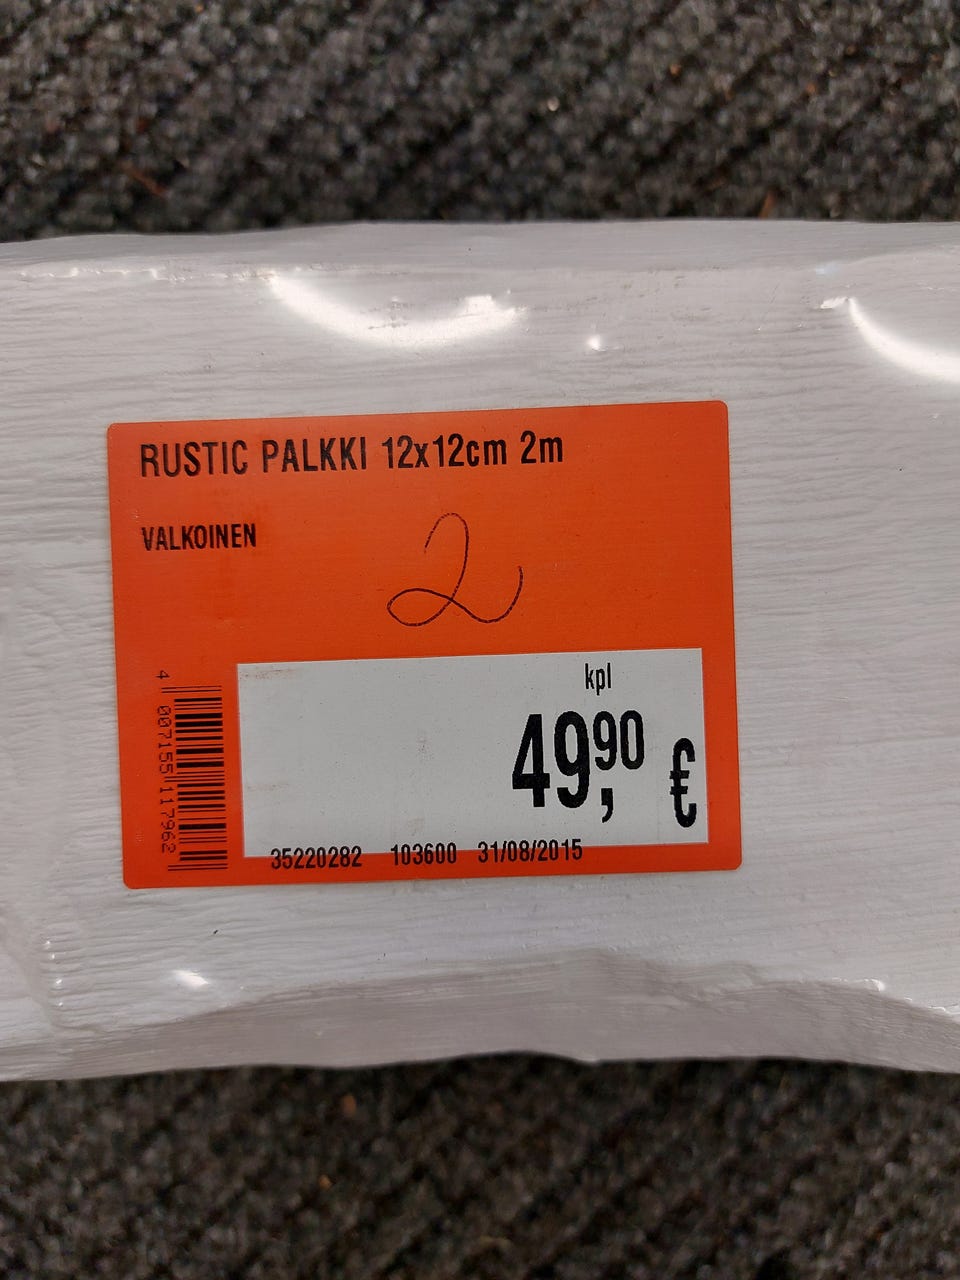 RUSTIC PALKKI 12x12cm 2m
VALKOINEN
2
kpl
49,90 €
4 007155 117962
35220282 103600 31/08/2015